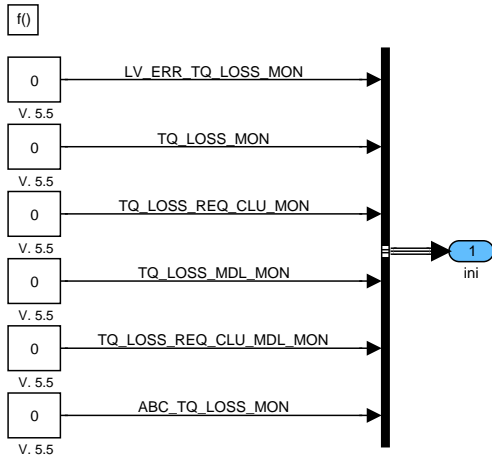 f()
0
LV_ERR_TQ_LOSS_MON
V. 5.5
0
TQ_LOSS_MON
V. 5.5
0
TQ_LOSS_REQ_CLU_MON
V. 5.5
1
ini
0
TQ_LOSS_MDL_MON
V. 5.5
0
TQ_LOSS_REQ_CLU_MDL_MON
V. 5.5
0
ABC_TQ_LOSS_MON
V. 5.5